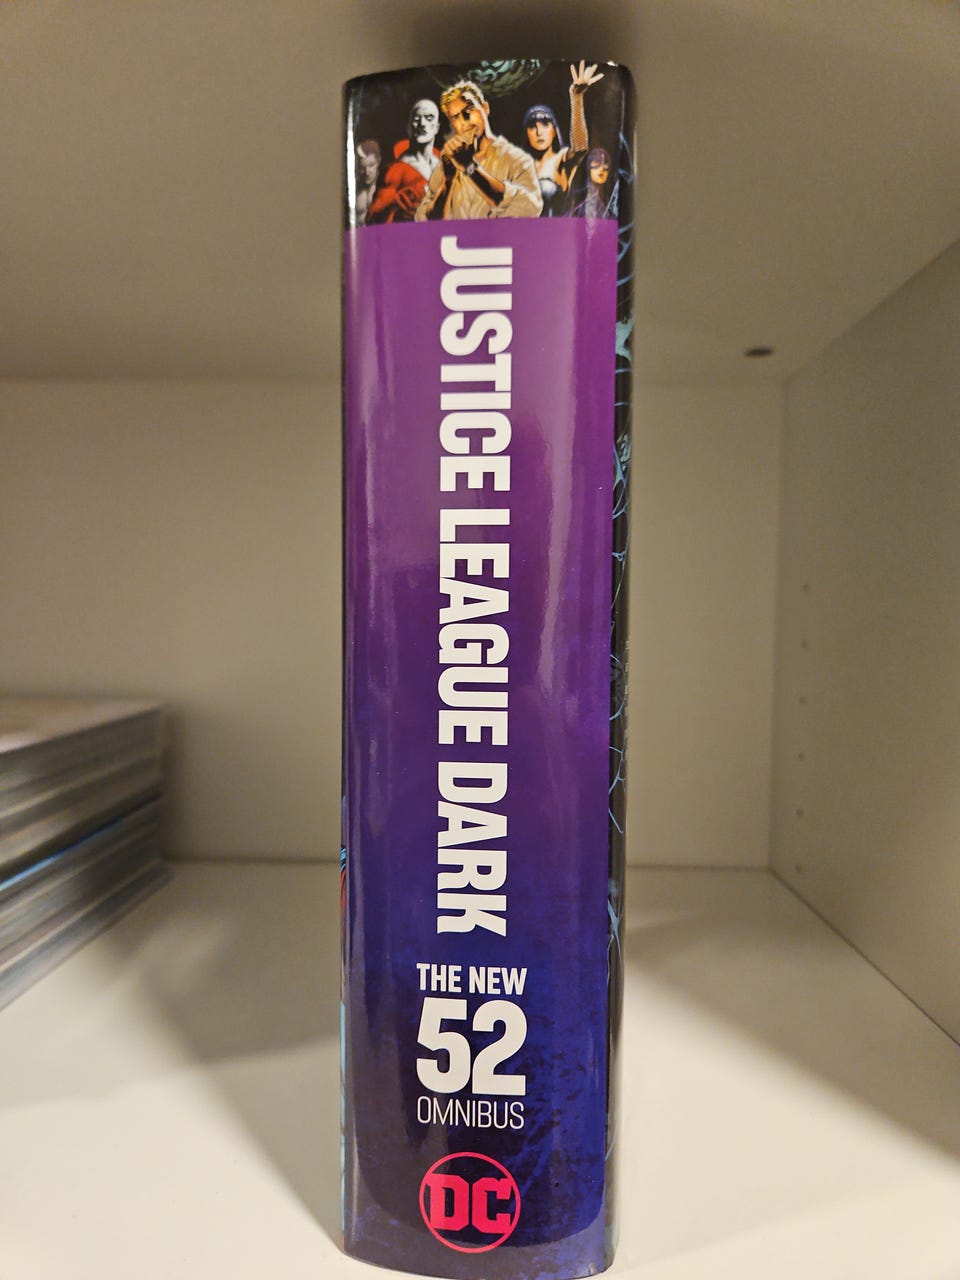 JUSTICE LEAGUE DARK
THE NEW
52
OMNIBUS
DC